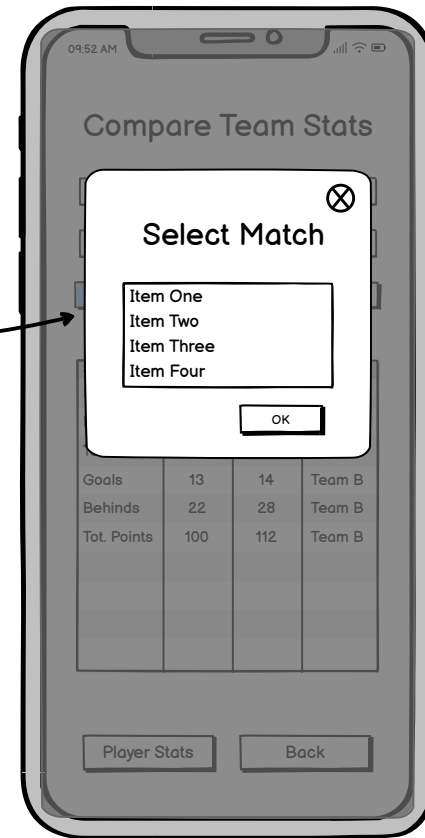 09:52 AM
Compare Team Stats
Select Match
Item One
Item Two
Item Three
Item Four
OK
Goals 13 14 Team B
Behinds 22 28 Team B
Tot. Points 100 112 Team B
Player Stats Back